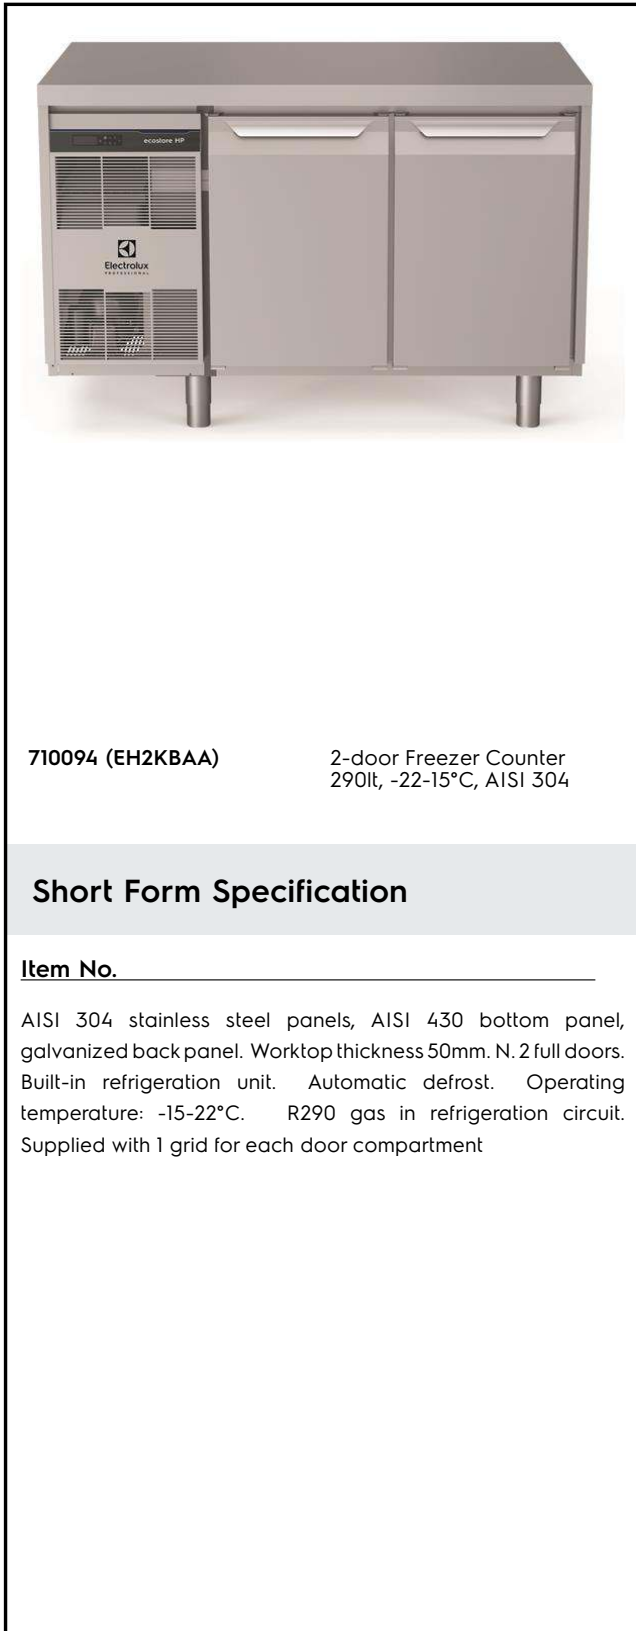 ecostore HP
Electrolux
PROFESSIONAL
710094 (EH2KBAA)
2-door Freezer Counter
290lt, -22-15°C, AISI 304
Short Form Specification
Item No.
AISI 304 stainless steel panels, AISI 430 bottom panel,
galvanized back panel. Worktop thickness 50mm. N. 2 full doors.
Built-in refrigeration unit. Automatic defrost. Operating
temperature: -15-22°C. R290 gas in refrigeration circuit.
Supplied with 1 grid for each door compartment